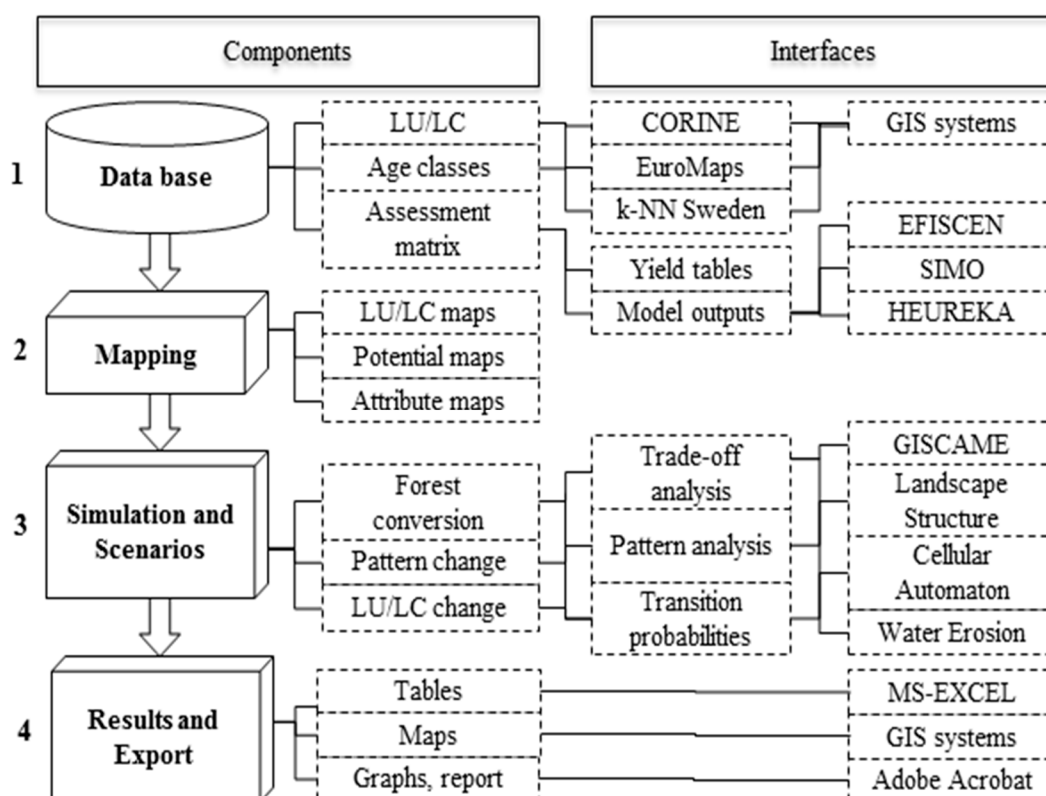 Components
Interfaces
1
Data base
LU/LC
Age classes
Assessment
matrix
CORINE
EuroMaps
k-NN Sweden
Yield tables
Model outputs
GIS systems
EFISCEN
SIMO
HEUREKA
2
Mapping
LU/LC maps
Potential maps
Attribute maps
3
Simulation and
Scenarios
Forest
conversion
Pattern change
LU/LC change
Trade-off
analysis
Pattern analysis
Transition
probabilities
GISCAME
Landscape
Structure
Cellular
Automaton
Water Erosion
4
Results and
Export
Tables
Maps
Graphs, report
MS-EXCEL
GIS systems
Adobe Acrobat